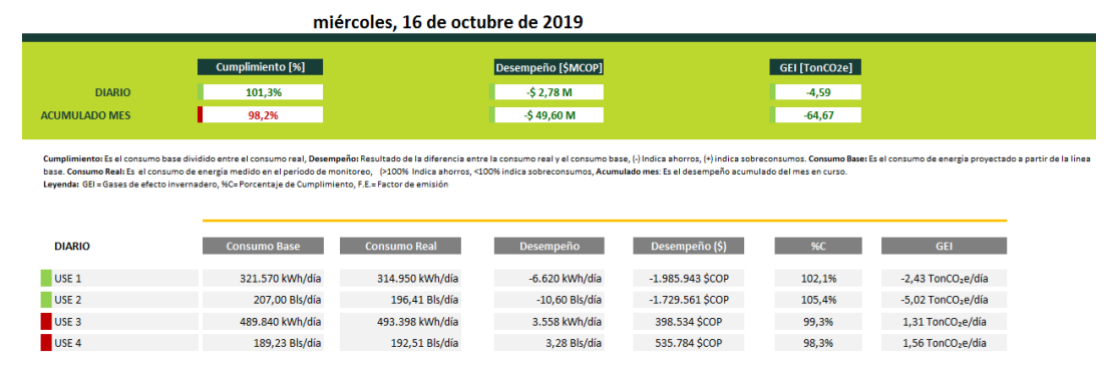 miércoles, 16 de octubre de 2019
Cumplimiento [%] Desempeño [$MCOP] GEI [TonCO2e]
DIARIO 101,3% -$ 2,78 M -4,59
ACUMULADO MES 98,2% -$ 49,60 M -64,67
Cumplimiento: Es el consumo base dividido entre el consumo real, Desempeño: Resultado de la diferencia entre la consumo real y el consumo base, (-) Indica ahorros, (+) indica sobreconsumos. Consumo Base: Es el consumo de energía proyectado a partir de la línea
base. Consumo Real: Es el consumo de energía medido en el periodo de monitoreo, (>100% Indica ahorros, <100% indica sobreconsumos, Acumulado mes: Es el desempeño acumulado del mes en curso.
Leyenda: GEI = Gases de efecto invernadero, %C= Porcentaje de Cumplimiento, F.E.= Factor de emisión
DIARIO Consumo Base Consumo Real Desempeño Desempeño ($) %C GEI
USE 1 321.570 kWh/día 314.950 kWh/día -6.620 kWh/día -1.985.943 $COP 102,1% -2,43 TonCO₂e/día
USE 2 207,00 Bls/día 196,41 Bls/día -10,60 Bls/día -1.729.561 $COP 105,4% -5,02 TonCO₂e/día
USE 3 489.840 kWh/día 493.398 kWh/día 3.558 kWh/día 398.534 $COP 99,3% 1,31 TonCO₂e/día
USE 4 189,23 Bls/día 192,51 Bls/día 3,28 Bls/día 535.784 $COP 98,3% 1,56 TonCO₂e/día